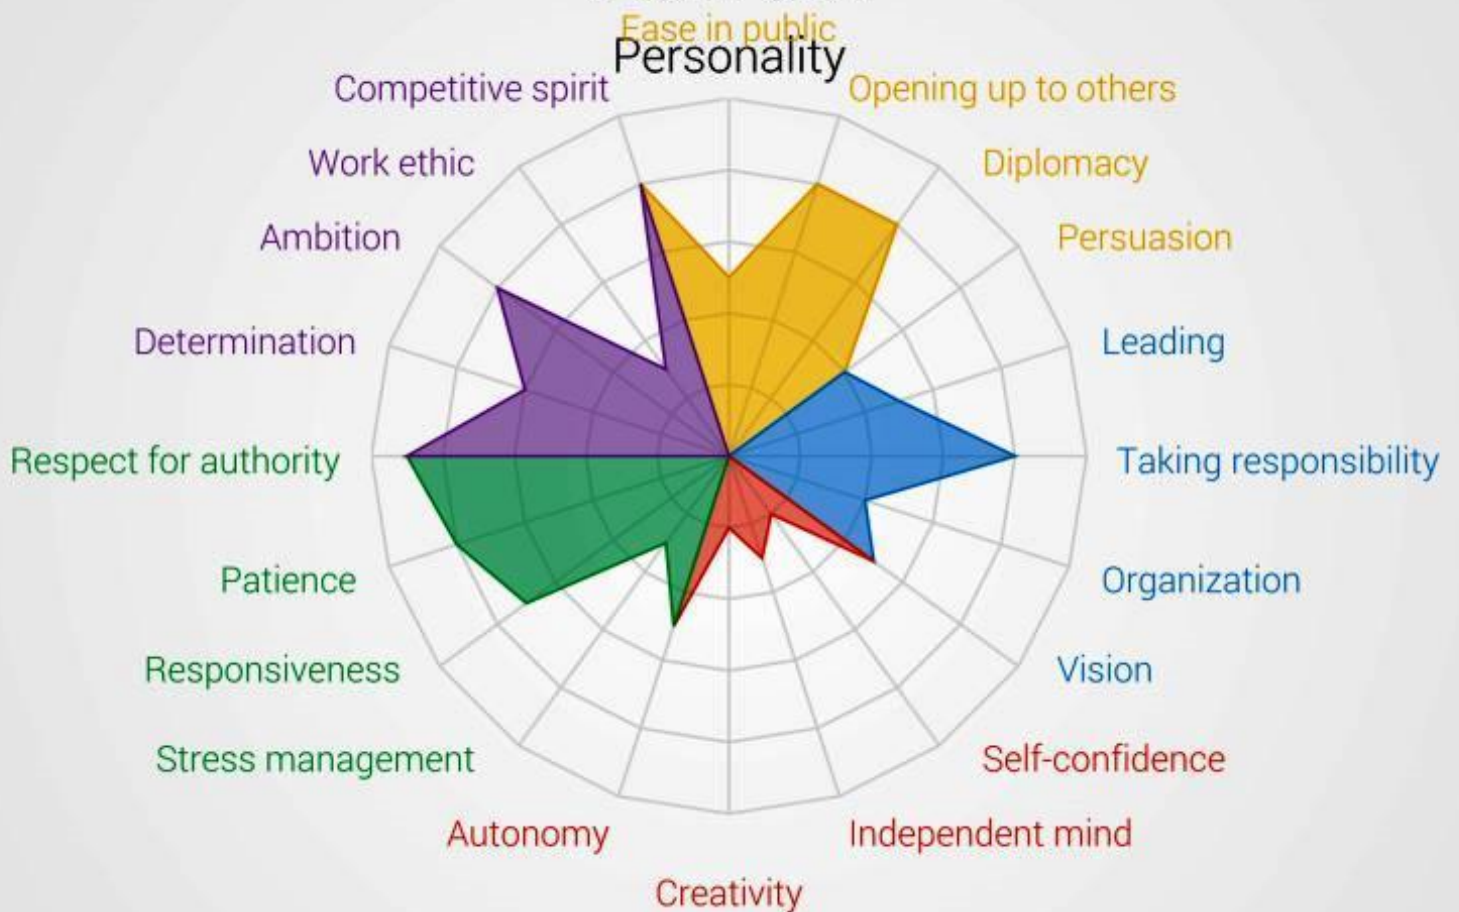 Ease in public
Personality
Competitive spirit
Opening up to others
Work ethic
Diplomacy
Ambition
Persuasion
Determination
Leading
Respect for authority
Taking responsibility
Patience
Organization
Responsiveness
Vision
Stress management
Self-confidence
Autonomy
Independent mind
Creativity